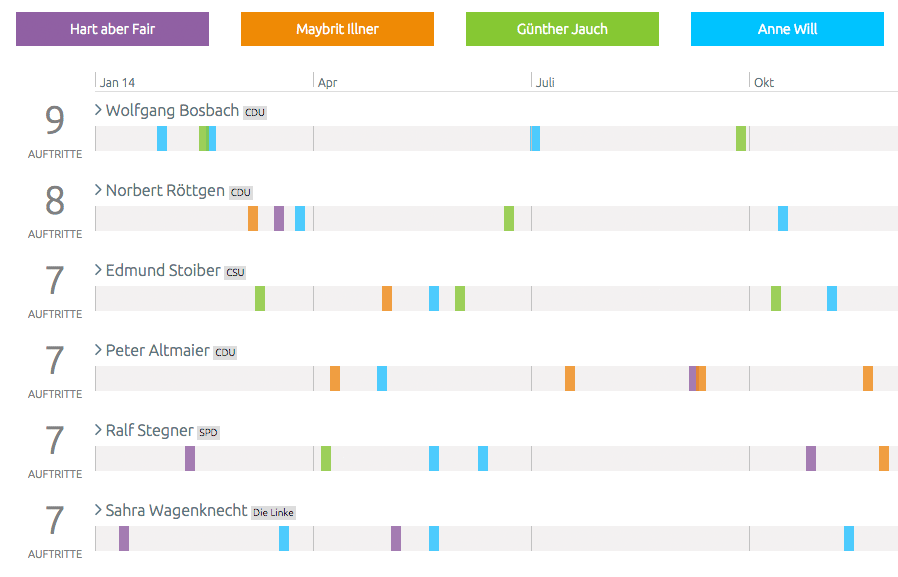 Hart aber Fair
Maybrit Illner
Günther Jauch
Anne Will
Jan 14
Apr
Juli
Okt
9
AUFTRITTE
> Wolfgang Bosbach CDU
8
AUFTRITTE
> Norbert Röttgen CDU
7
AUFTRITTE
> Edmund Stoiber CSU
7
AUFTRITTE
> Peter Altmaier CDU
7
AUFTRITTE
> Ralf Stegner SPD
7
AUFTRITTE
> Sahra Wagenknecht Die Linke